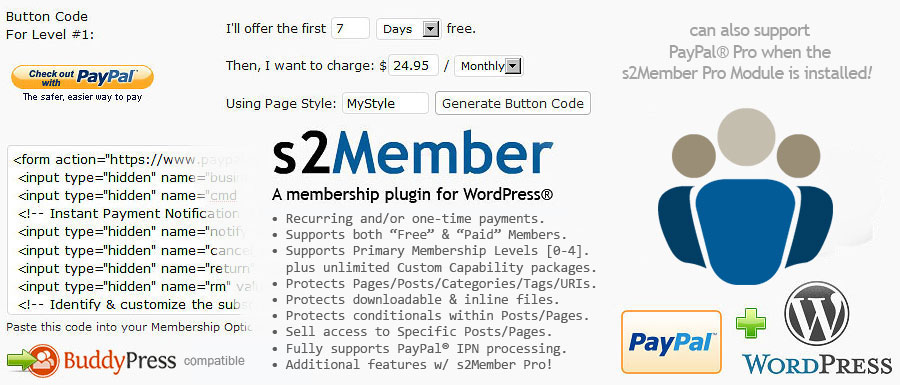 Button Code
For Level #1:
Check out
with PayPal
The safer, easier way to pay
I'll offer the first 7 Days free.
Then, I want to charge: $ 24.95 / Monthly
Using Page Style: MyStyle Generate Button Code
<form action="https://www.paypal
<input type="hidden" name="busin
<input type="hidden" name="cmd
<!-- Instant Payment Notification
<input type="hidden" name="notify
<input type="hidden" name="cancel
<input type="hidden" name="return"
<input type="hidden" name="rm" val
<!-- Identify & customize the subs
Paste this code into your Membership Optio
BuddyPress compatible
s2Member
A membership plugin for WordPress®
• Recurring and/or one-time payments.
• Supports both “Free” & “Paid” Members.
• Supports Primary Membership Levels [0-4].
plus unlimited Custom Capability packages.
• Protects Pages/Posts/Categories/Tags/URIs.
• Protects downloadable & inline files.
• Protects conditionals within Posts/Pages.
• Sell access to Specific Posts/Pages.
• Fully supports PayPal® IPN processing.
• Additional features w/ s2Member Pro!
can also support
PayPal® Pro when the
s2Member Pro Module is installed!
PayPal
W
WORDPRESS